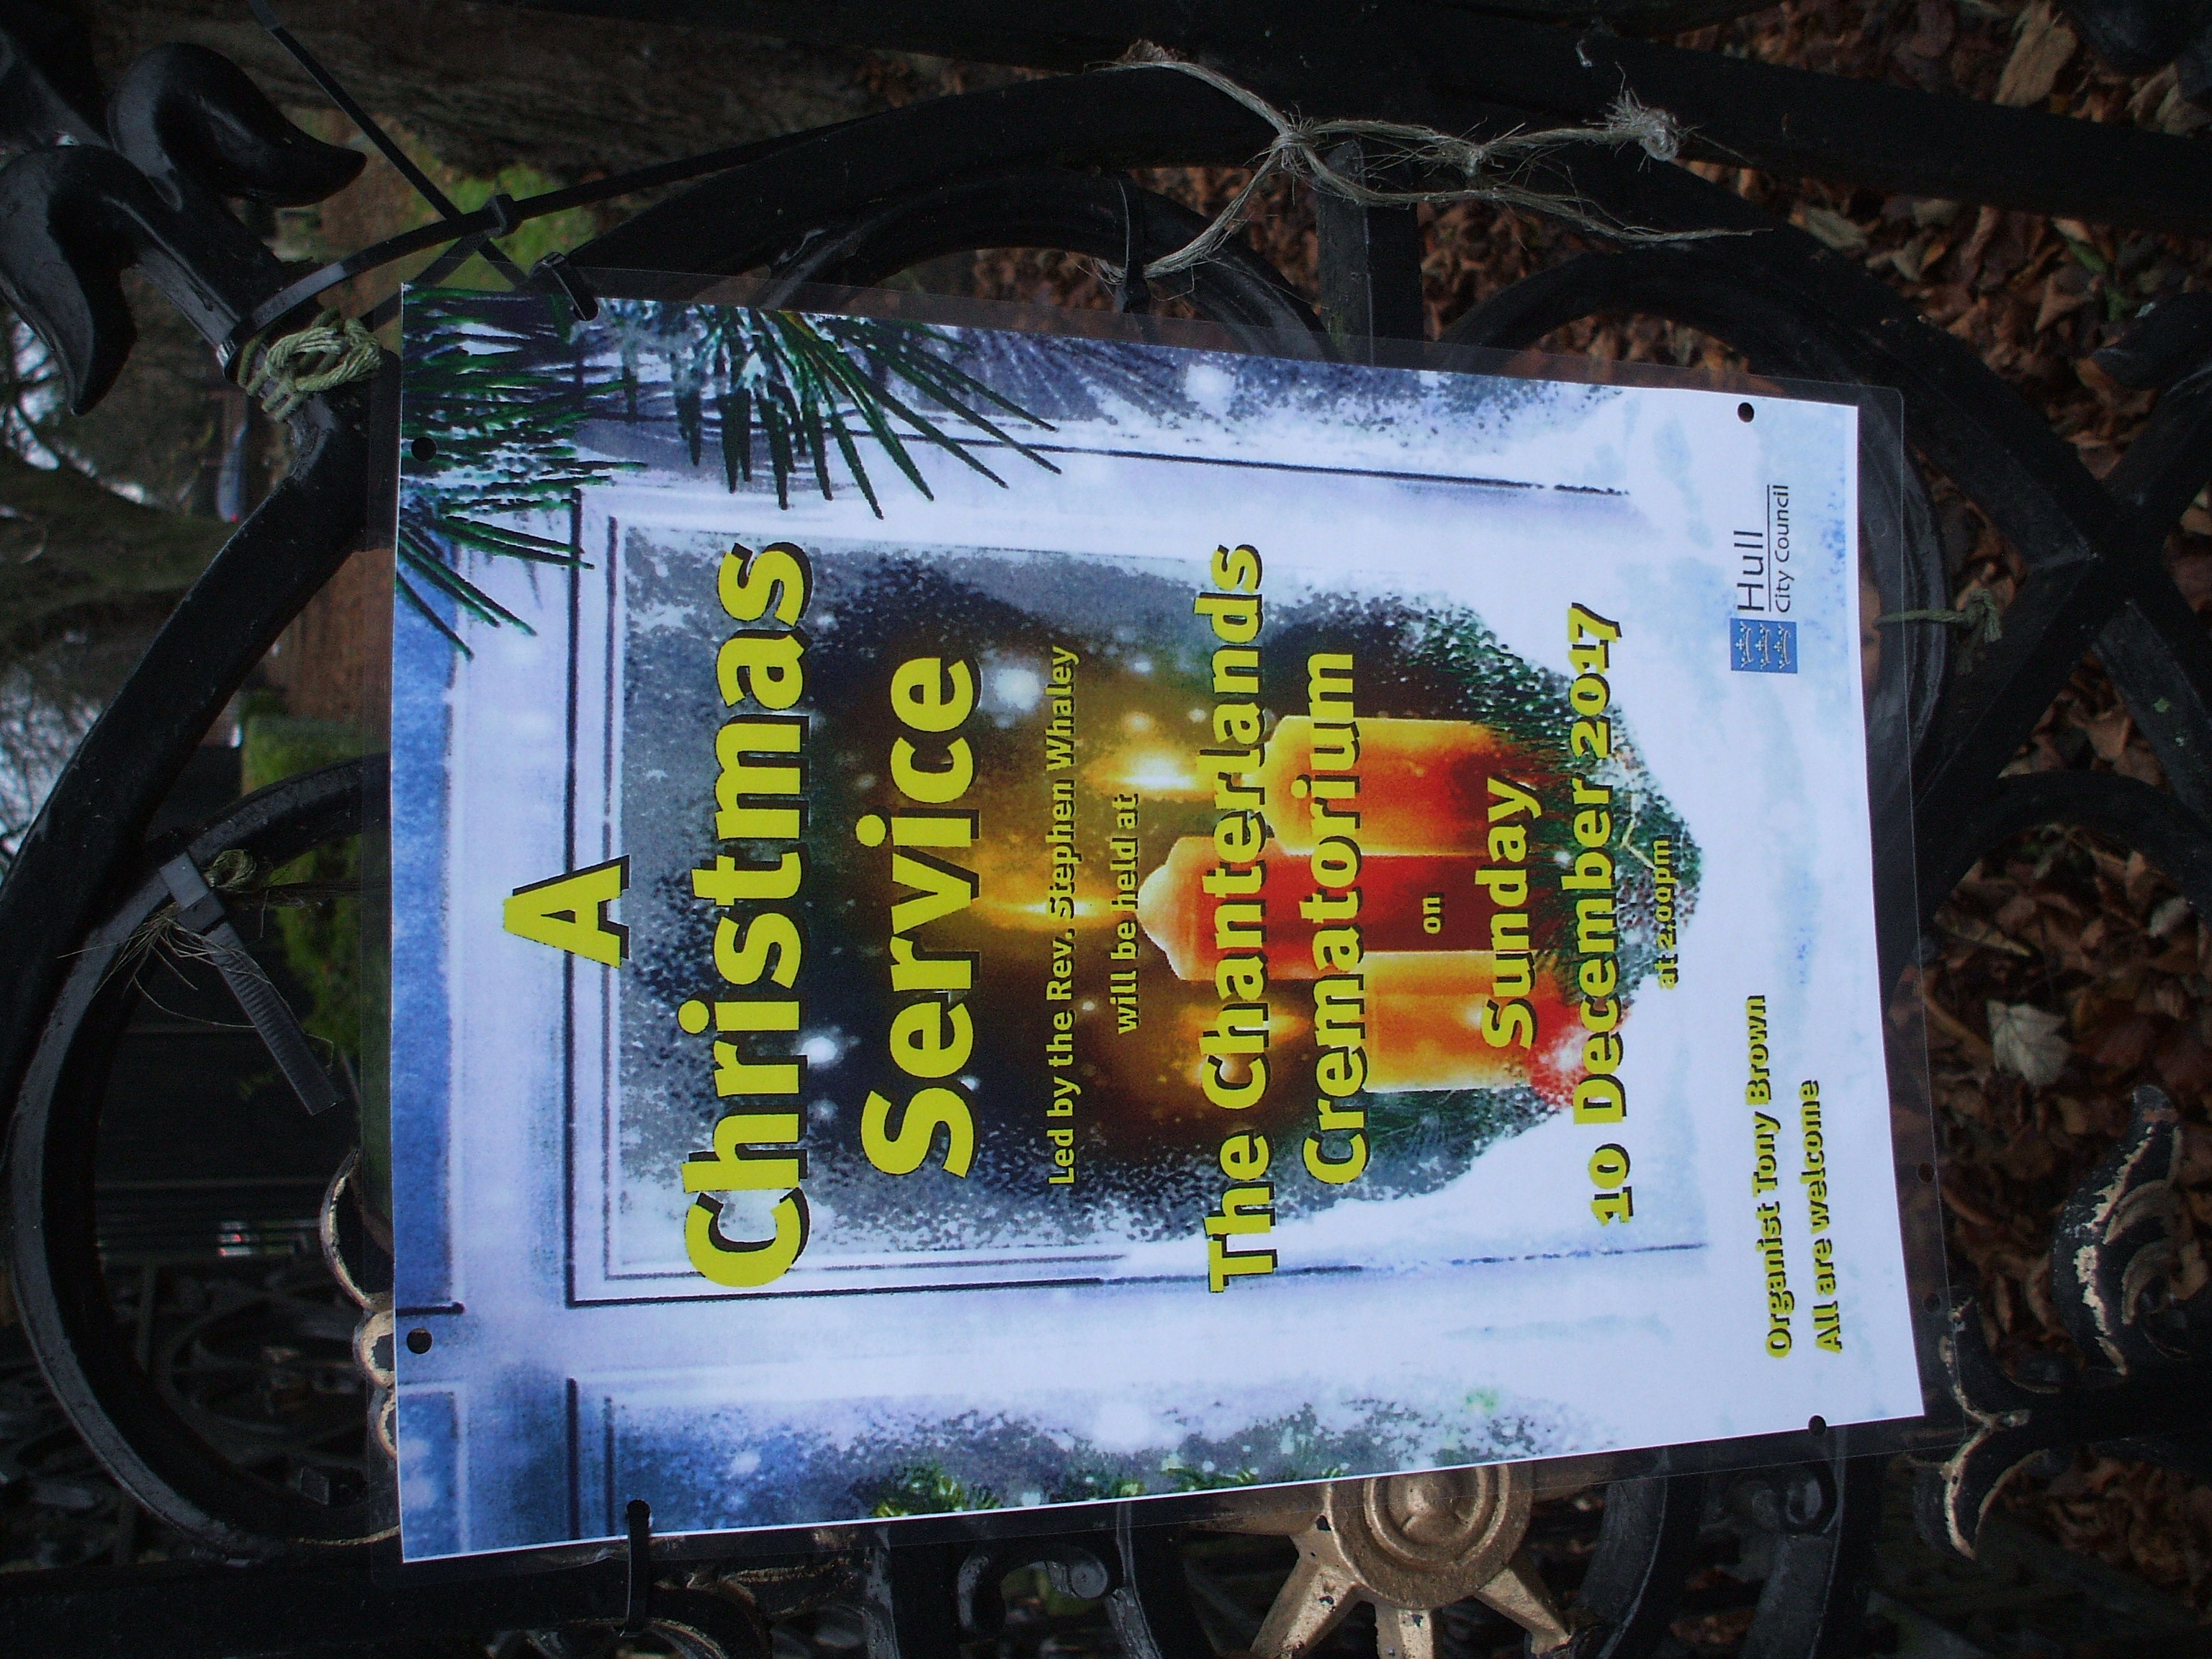 A
Christmas
Service
Led by the Rev. Stephen Whaley
will be held at
The Chanterlands
Crematorium
on
Sunday
10 December 2017
at 2.00pm
Organist Tony Brown
All are welcome
Hull
City Council